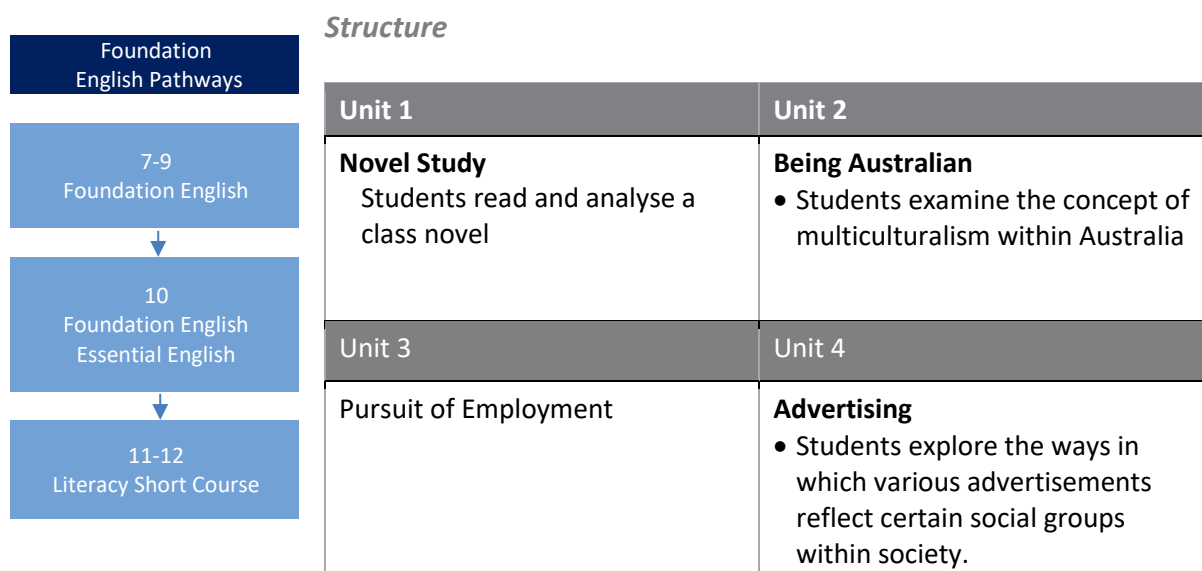 Foundation
English Pathways
7-9
Foundation English
10
Foundation English
Essential English
11-12
Literacy Short Course
Structure
Unit 1
Unit 2
Novel Study
Students read and analyse a
class novel
Being Australian
• Students examine the concept of
multiculturalism within Australia
Unit 3
Unit 4
Pursuit of Employment
Advertising
• Students explore the ways in
which various advertisements
reflect certain social groups
within society.